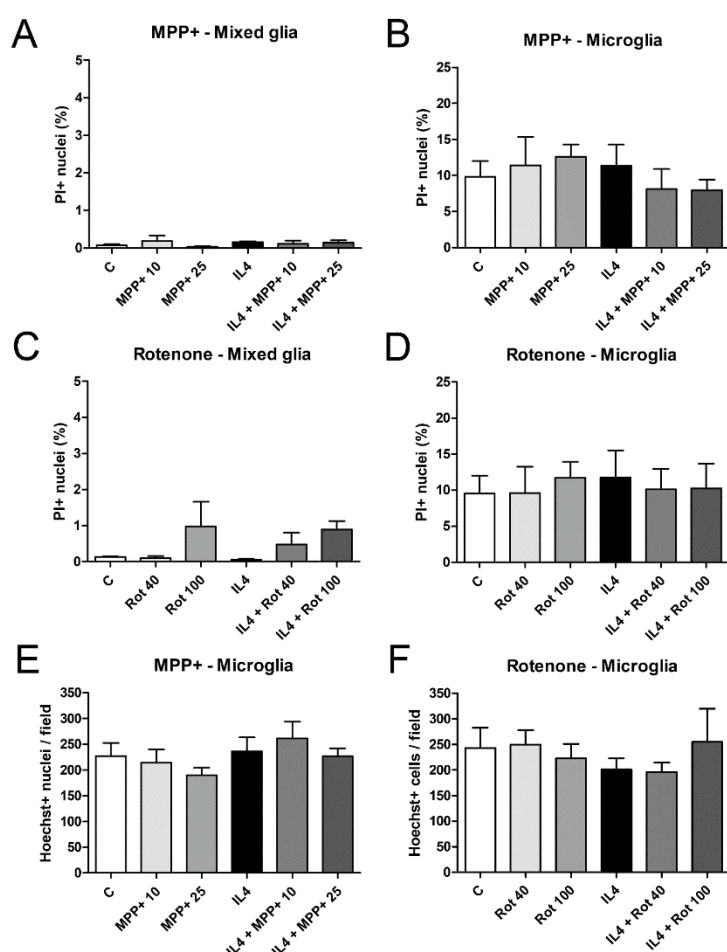 A
MPP+ - Mixed glia
PI+ nuclei (%)
5
4
3
2
1
0
C
MPP+ 10
MPP+ 25
IL4
IL4 + MPP+ 10
IL4 + MPP+ 25
B
MPP+ - Microglia
PI+ nuclei (%)
25
20
15
10
5
0
C
MPP+ 10
MPP+ 25
IL4
IL4 + MPP+ 10
IL4 + MPP+ 25
C
Rotenone - Mixed glia
PI+ nuclei (%)
5
4
3
2
1
0
C
Rot 40
Rot 100
IL4
IL4 + Rot 40
IL4 + Rot 100
D
Rotenone - Microglia
PI+ nuclei (%)
25
20
15
10
5
0
C
Rot 40
Rot 100
IL4
IL4 + Rot 40
IL4 + Rot 100
E
MPP+ - Microglia
Hoechst+ nuclei / field
350
300
250
200
150
100
50
0
C
MPP+ 10
MPP+ 25
IL4
IL4 + MPP+ 10
IL4 + MPP+ 25
F
Rotenone - Microglia
Hoechst+ cells / field
350
300
250
200
150
100
50
0
C
Rot 40
Rot 100
IL4
IL4 + Rot 40
IL4 + Rot 100